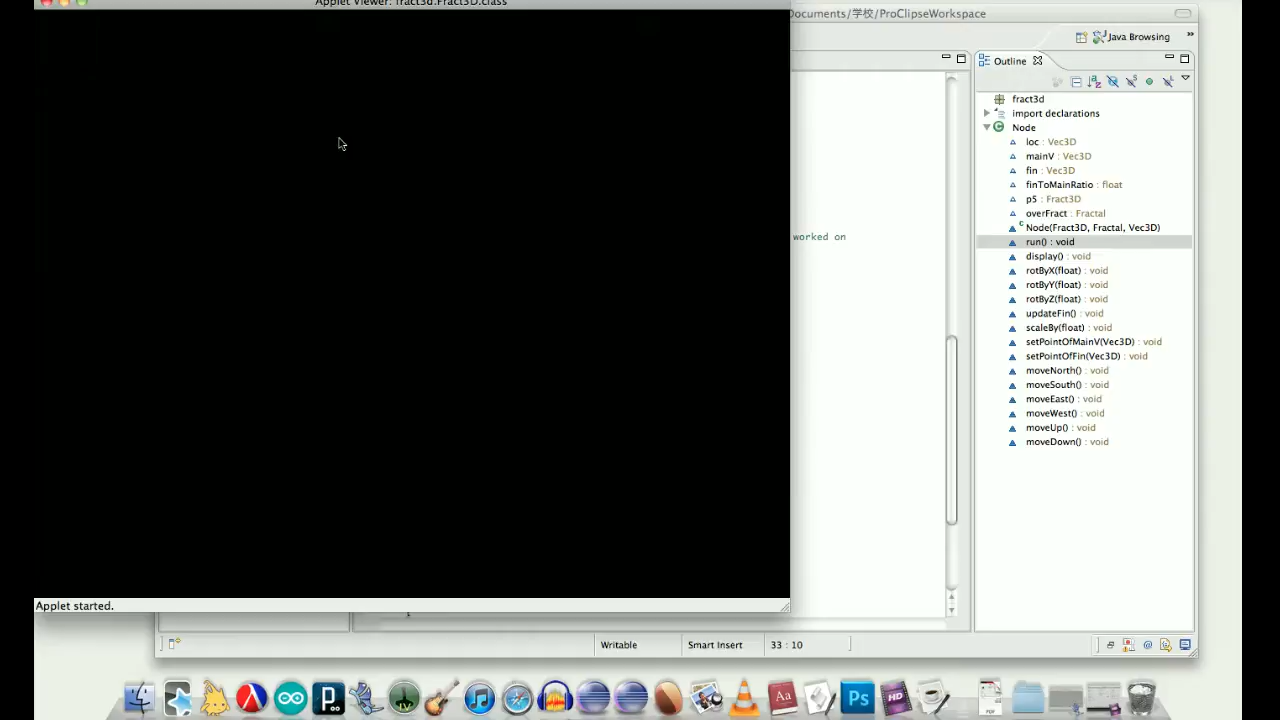 Applet Viewer: fract3d.Fract3D.class
Documents/学校/ProClipseWorkspace
Java Browsing
»
Outline
fract3d
import declarations
Node
loc : Vec3D
mainV : Vec3D
fin : Vec3D
finToMainRatio : float
p5 : Fract3D
overFract : Fractal
Node(Fract3D, Fractal, Vec3D)
worked on
run() : void
display() : void
rotByX(float) : void
rotByY(float) : void
rotByZ(float) : void
updateFin() : void
scaleBy(float) : void
setPointOfMainV(Vec3D) : void
setPointOfFin(Vec3D) : void
moveNorth() : void
moveSouth() : void
moveEast() : void
moveWest() : void
moveUp() : void
moveDown() : void
Applet started.
Writable
Smart Insert
33 : 10
Aa
Ps
HD
PDF